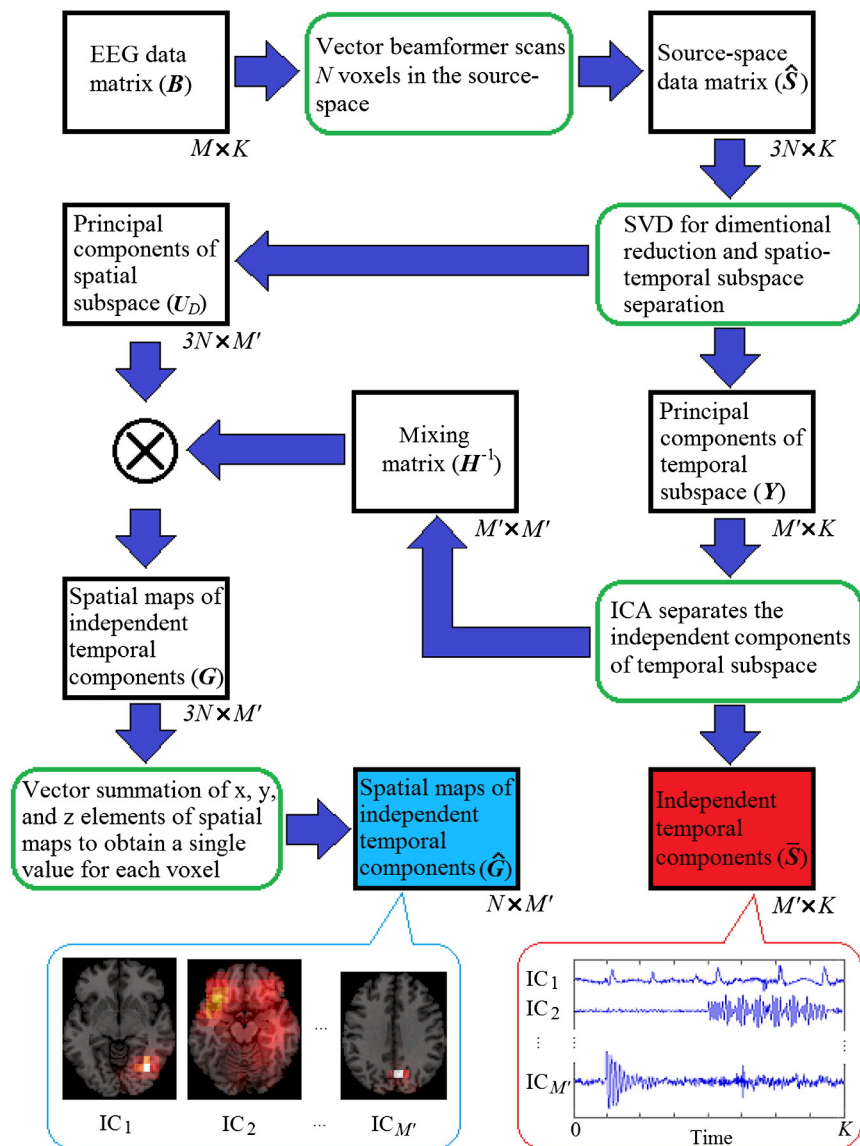 EEG data
matrix (B)
M×K
Vector beamformer scans
N voxels in the source-
space
Source-space
data matrix (Ŝ)
3N×K
SVD for dimentional
reduction and spatio-
temporal subspace
separation
Principal
components of
spatial
subspace (U_D)
3N×M'
Principal
components of
temporal
subspace (Y)
M'×K
Mixing
matrix (H⁻¹)
M'×M'
ICA separates the
independent components
of temporal subspace
Spatial maps of
independent
temporal
components (G)
3N×M'
Vector summation of x, y,
and z elements of spatial
maps to obtain a single
value for each voxel
Spatial maps of
independent
temporal
components (Ĝ)
N×M'
Independent
temporal
components (S̄)
M'×K
IC₁
IC₂
...
...
IC_M'
IC₁
IC₂
...
...
IC_M'
0
Time
K